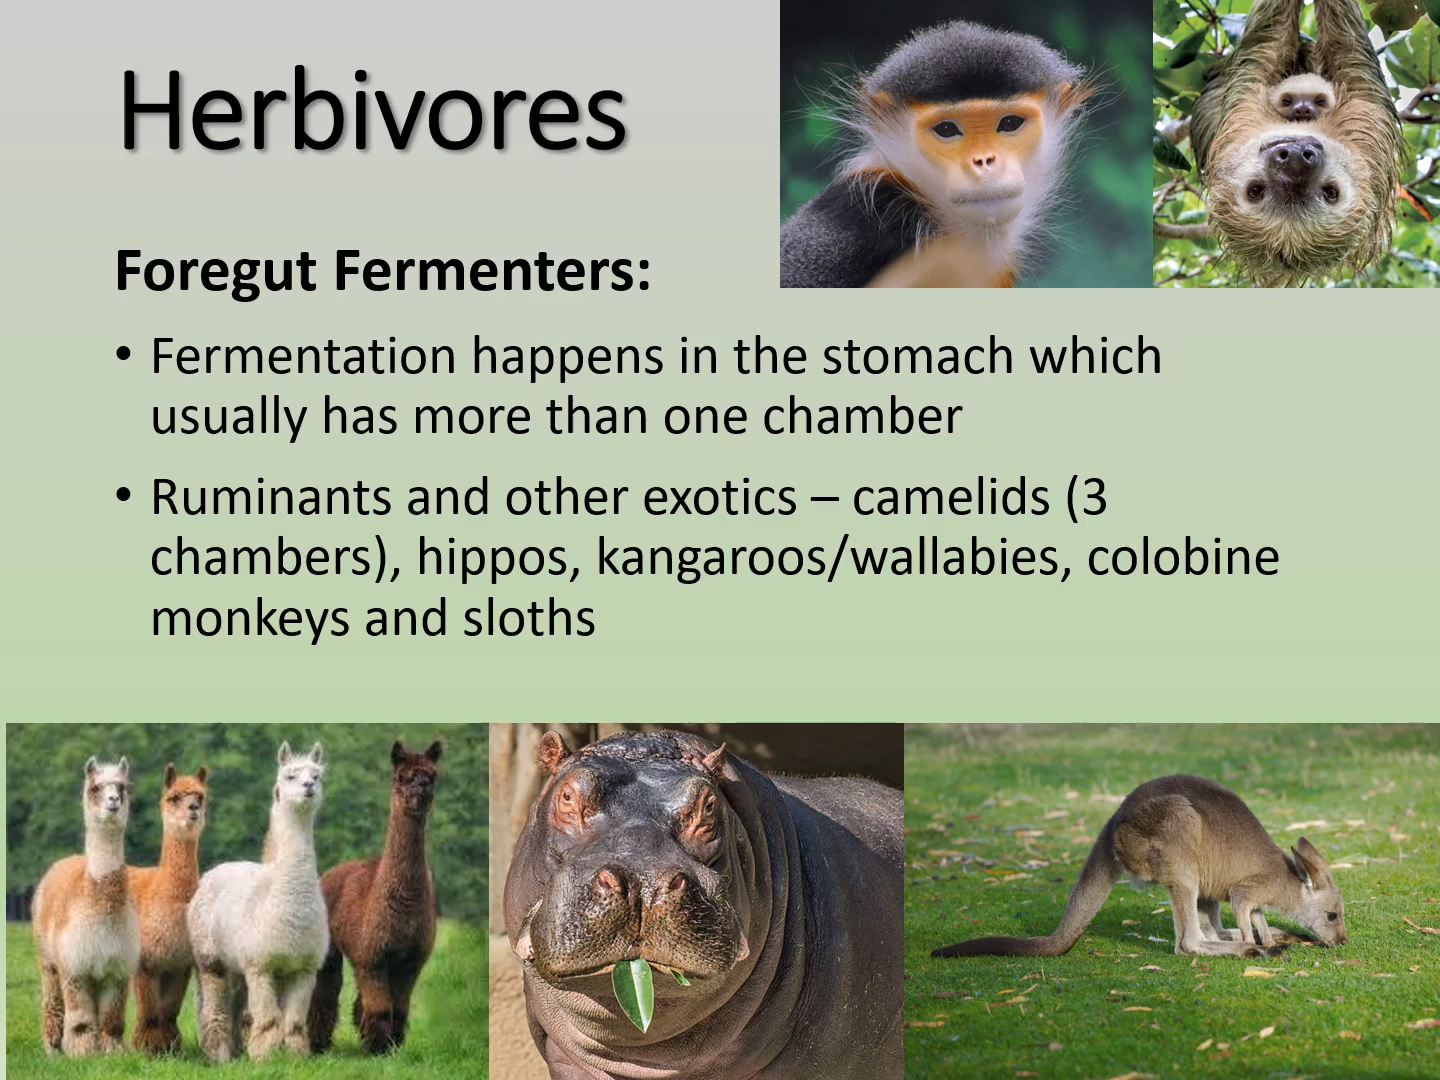 Herbivores
Foregut Fermenters:
• Fermentation happens in the stomach which
usually has more than one chamber
• Ruminants and other exotics – camelids (3
chambers), hippos, kangaroos/wallabies, colobine
monkeys and sloths